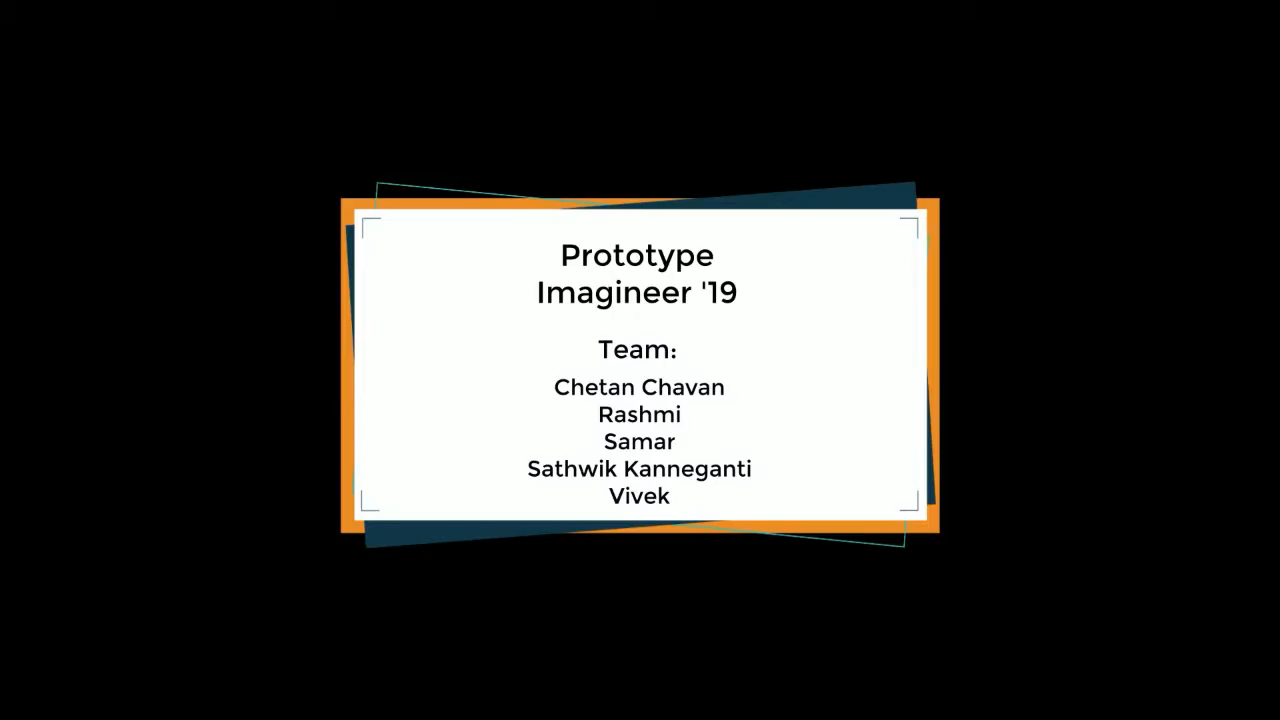 Prototype
Imagineer '19
Team:
Chetan Chavan
Rashmi
Samar
Sathwik Kanneganti
Vivek